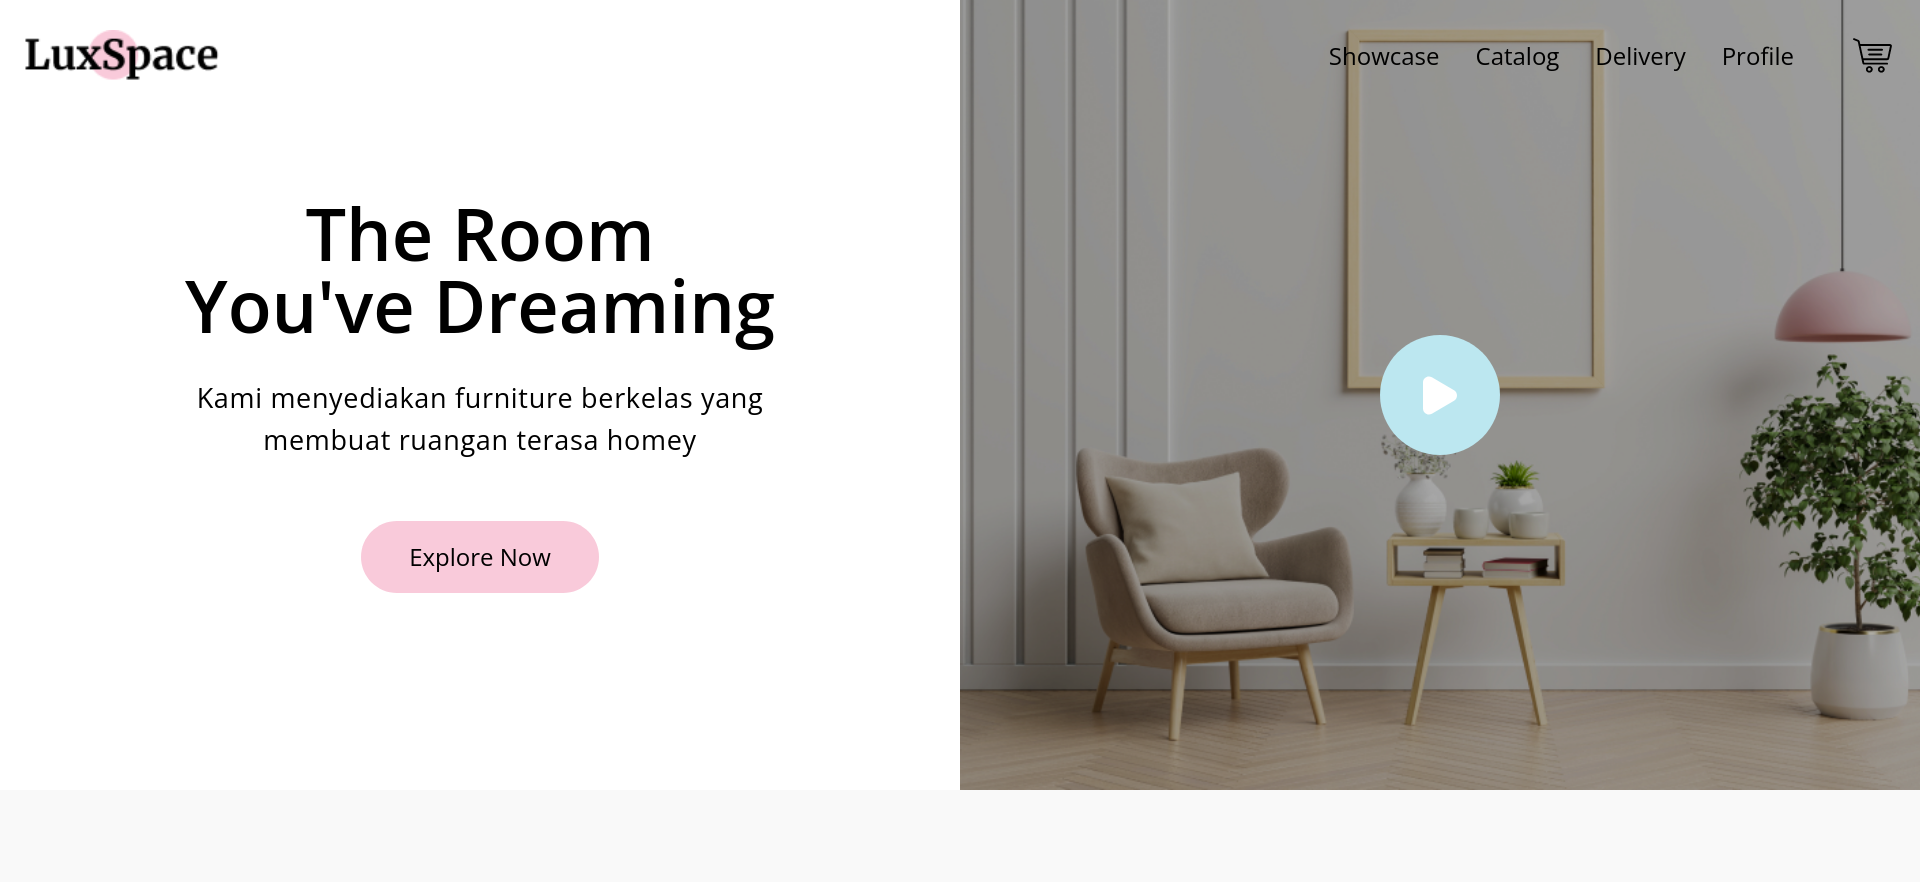 LuxSpace
Showcase
Catalog
Delivery
Profile
The Room
You've Dreaming
Kami menyediakan furniture berkelas yang
membuat ruangan terasa homey
Explore Now